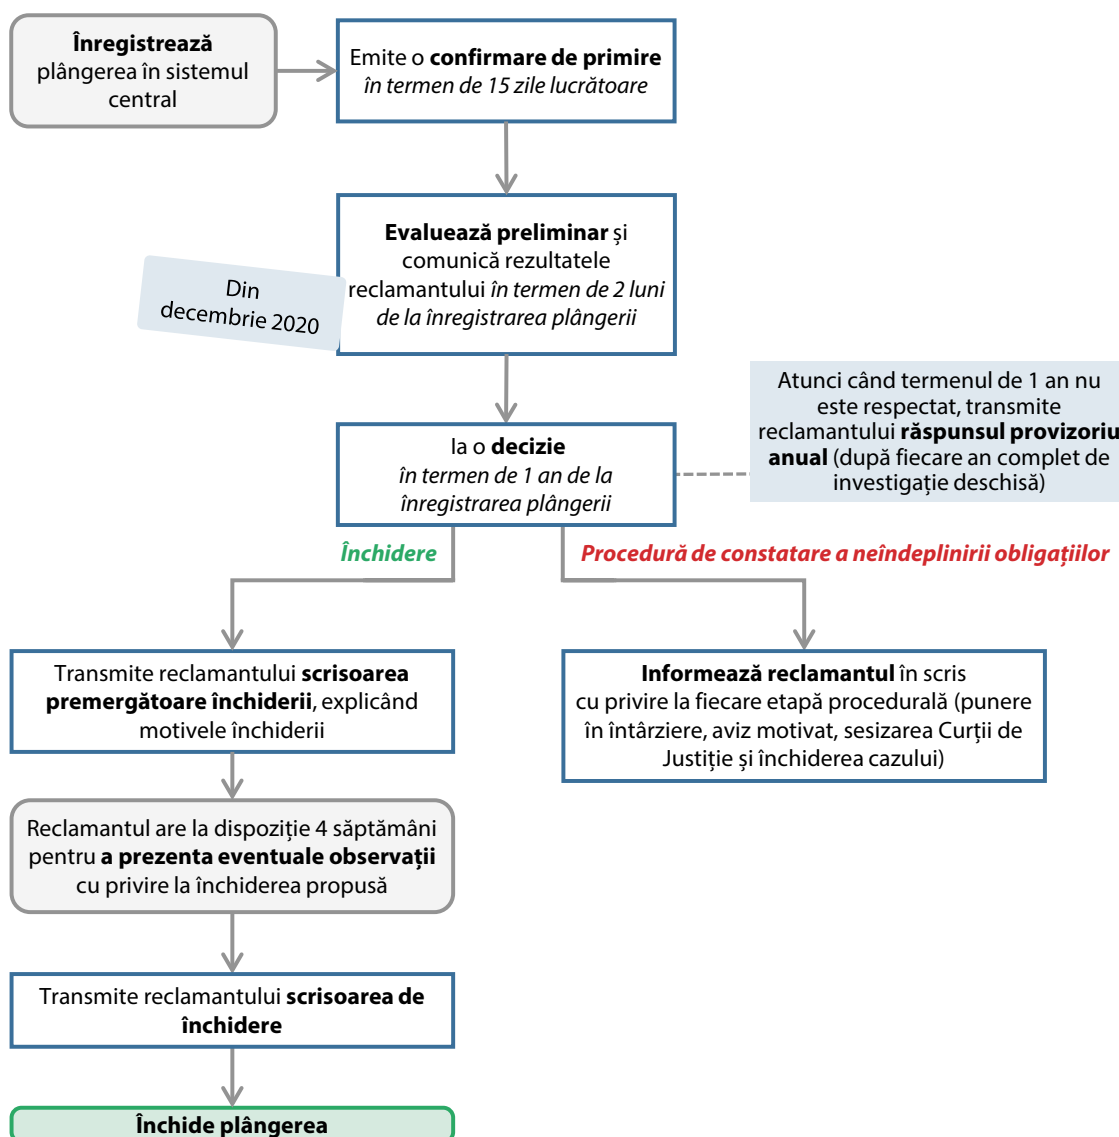 Înregistrează
plângerea în sistemul
central
Emite o confirmare de primire
în termen de 15 zile lucrătoare
Evaluează preliminar și
comunică rezultatele
reclamantului în termen de 2 luni
de la înregistrarea plângerii
Din
decembrie 2020
Ia o decizie
în termen de 1 an de la
înregistrarea plângerii
Atunci când termenul de 1 an nu
este respectat, transmite
reclamantului răspunsul provizoriu
anual (după fiecare an complet de
investigație deschisă)
Închidere
Procedură de constatare a neîndeplinirii obligațiilor
Transmite reclamantului scrisoarea
premergătoare închiderii, explicând
motivele închiderii
Informează reclamantul în scris
cu privire la fiecare etapă procedurală (punere
în întârziere, aviz motivat, sesizarea Curții de
Justiție și închiderea cazului)
Reclamantul are la dispoziție 4 săptămâni
pentru a prezenta eventuale observații
cu privire la închiderea propusă
Transmite reclamantului scrisoarea de
închidere
Închide plângerea